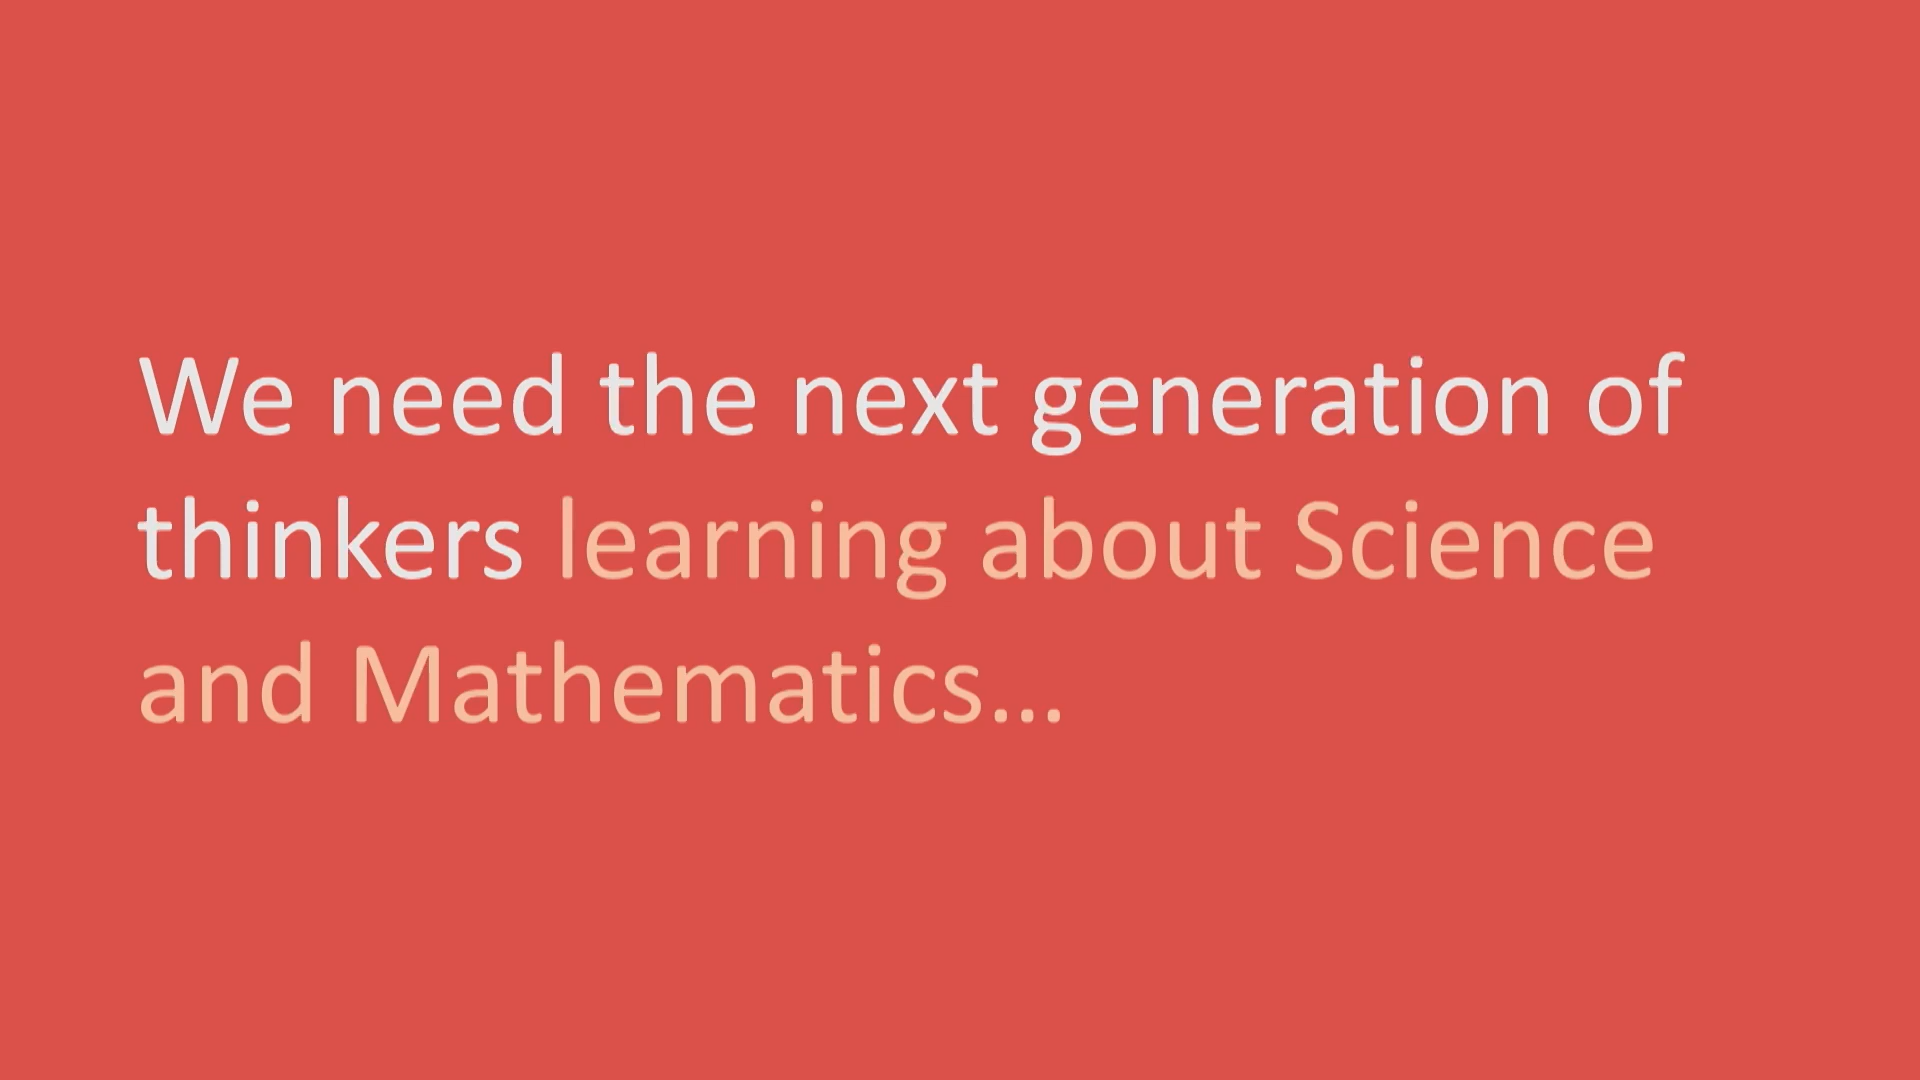 We need the next generation of
thinkers learning about Science
and Mathematics...